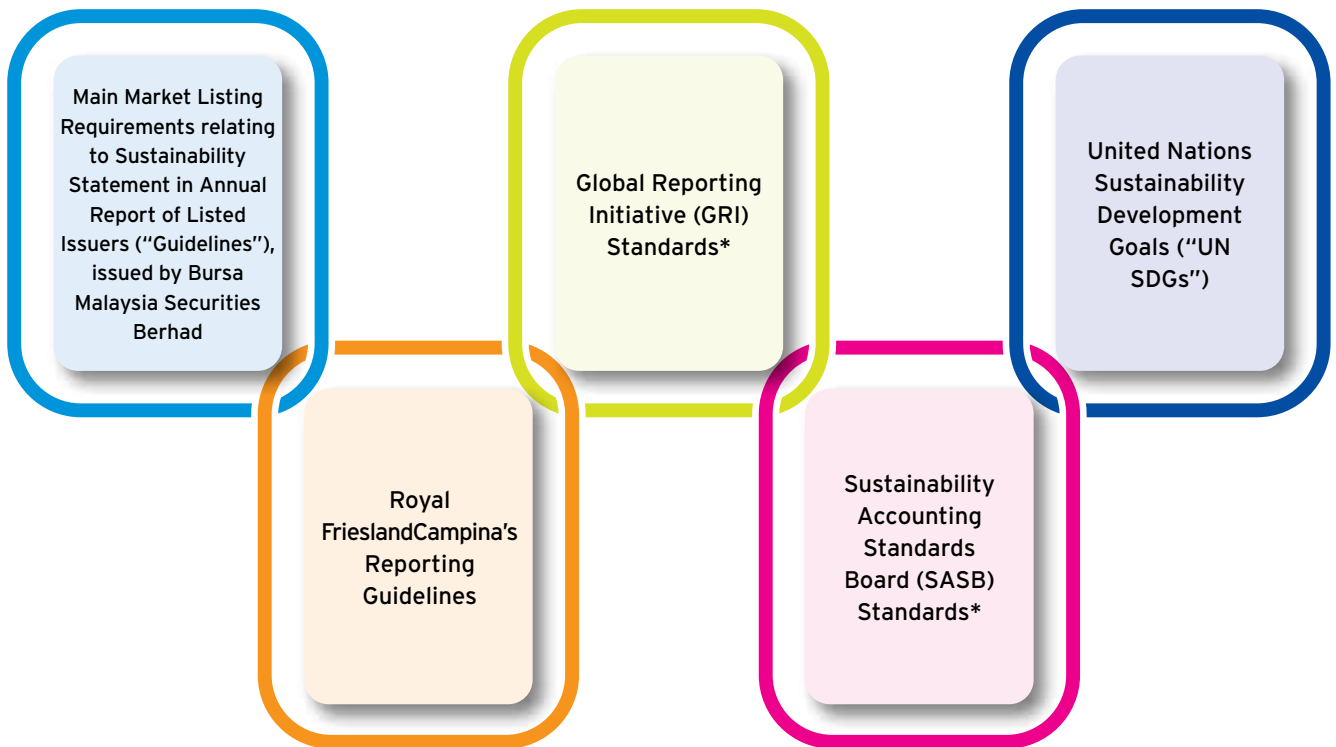 Main Market Listing
Requirements relating
to Sustainability
Statement in Annual
Report of Listed
Issuers (“Guidelines”),
issued by Bursa
Malaysia Securities
Berhad
Royal
FrieslandCampina’s
Reporting
Guidelines
Global Reporting
Initiative (GRI)
Standards*
Sustainability
Accounting
Standards
Board (SASB)
Standards*
United Nations
Sustainability
Development
Goals (“UN
SDGs”)